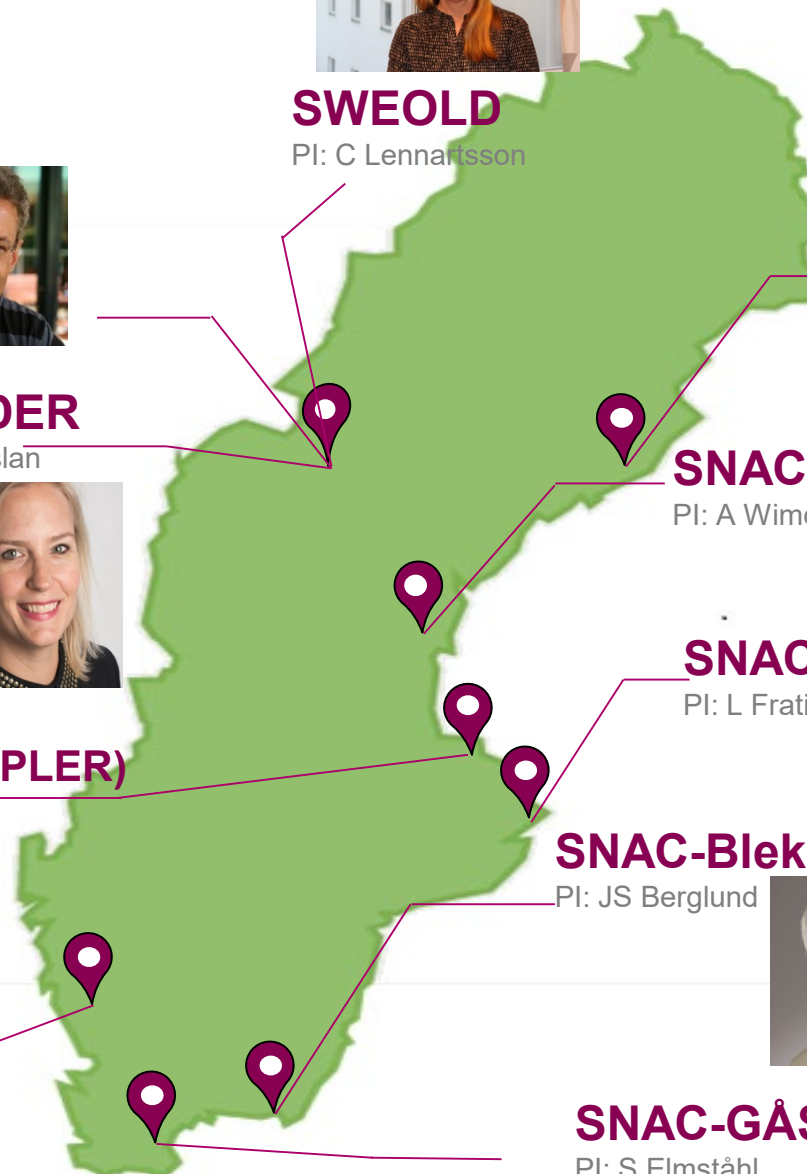 SWEOLD
PI: C Lennartsson
DER
slan
SNAC
PI: A Wimo
SNAC
PI: L Frati
PLER)
SNAC-Blek
PI: JS Berglund
SNAC-GÅS
PI: S Elmståhl